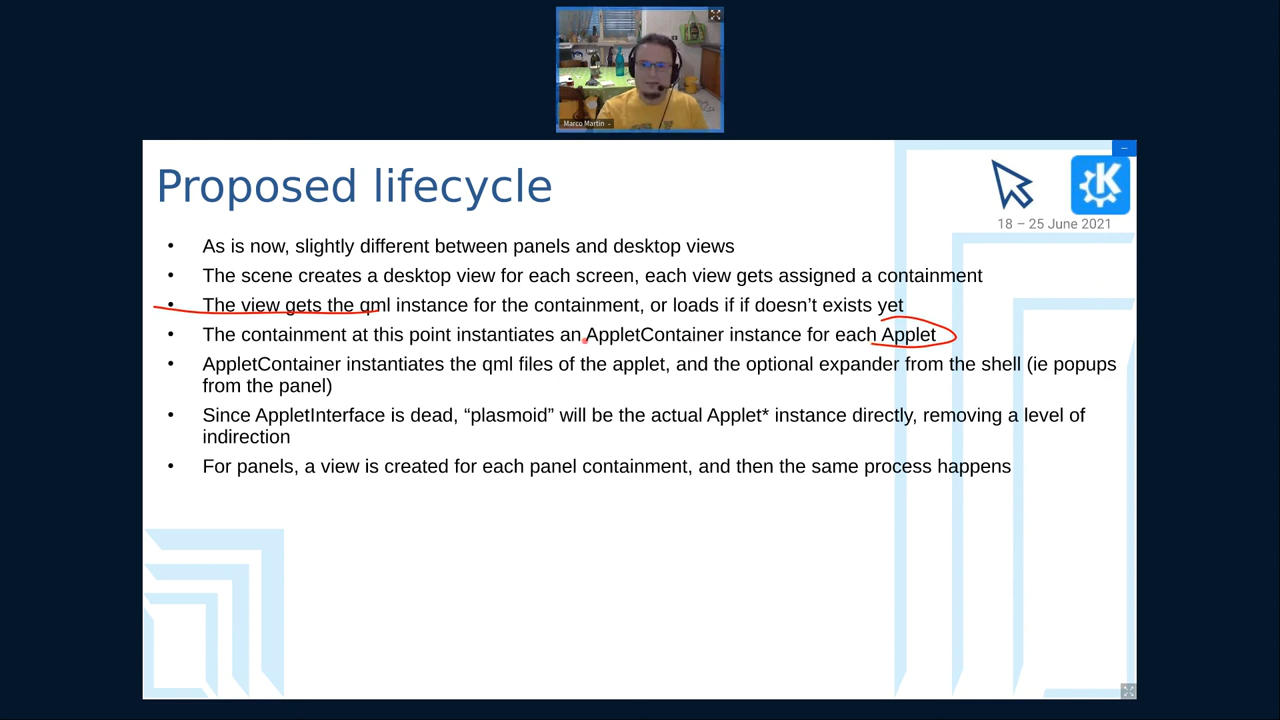 Marco Martin
Proposed lifecycle
K
18 – 25 June 2021
• As is now, slightly different between panels and desktop views
• The scene creates a desktop view for each screen, each view gets assigned a containment
• The view gets the qml instance for the containment, or loads if if doesn’t exists yet
• The containment at this point instantiates an AppletContainer instance for each Applet
• AppletContainer instantiates the qml files of the applet, and the optional expander from the shell (ie popups
from the panel)
• Since AppletInterface is dead, “plasmoid” will be the actual Applet* instance directly, removing a level of
indirection
• For panels, a view is created for each panel containment, and then the same process happens